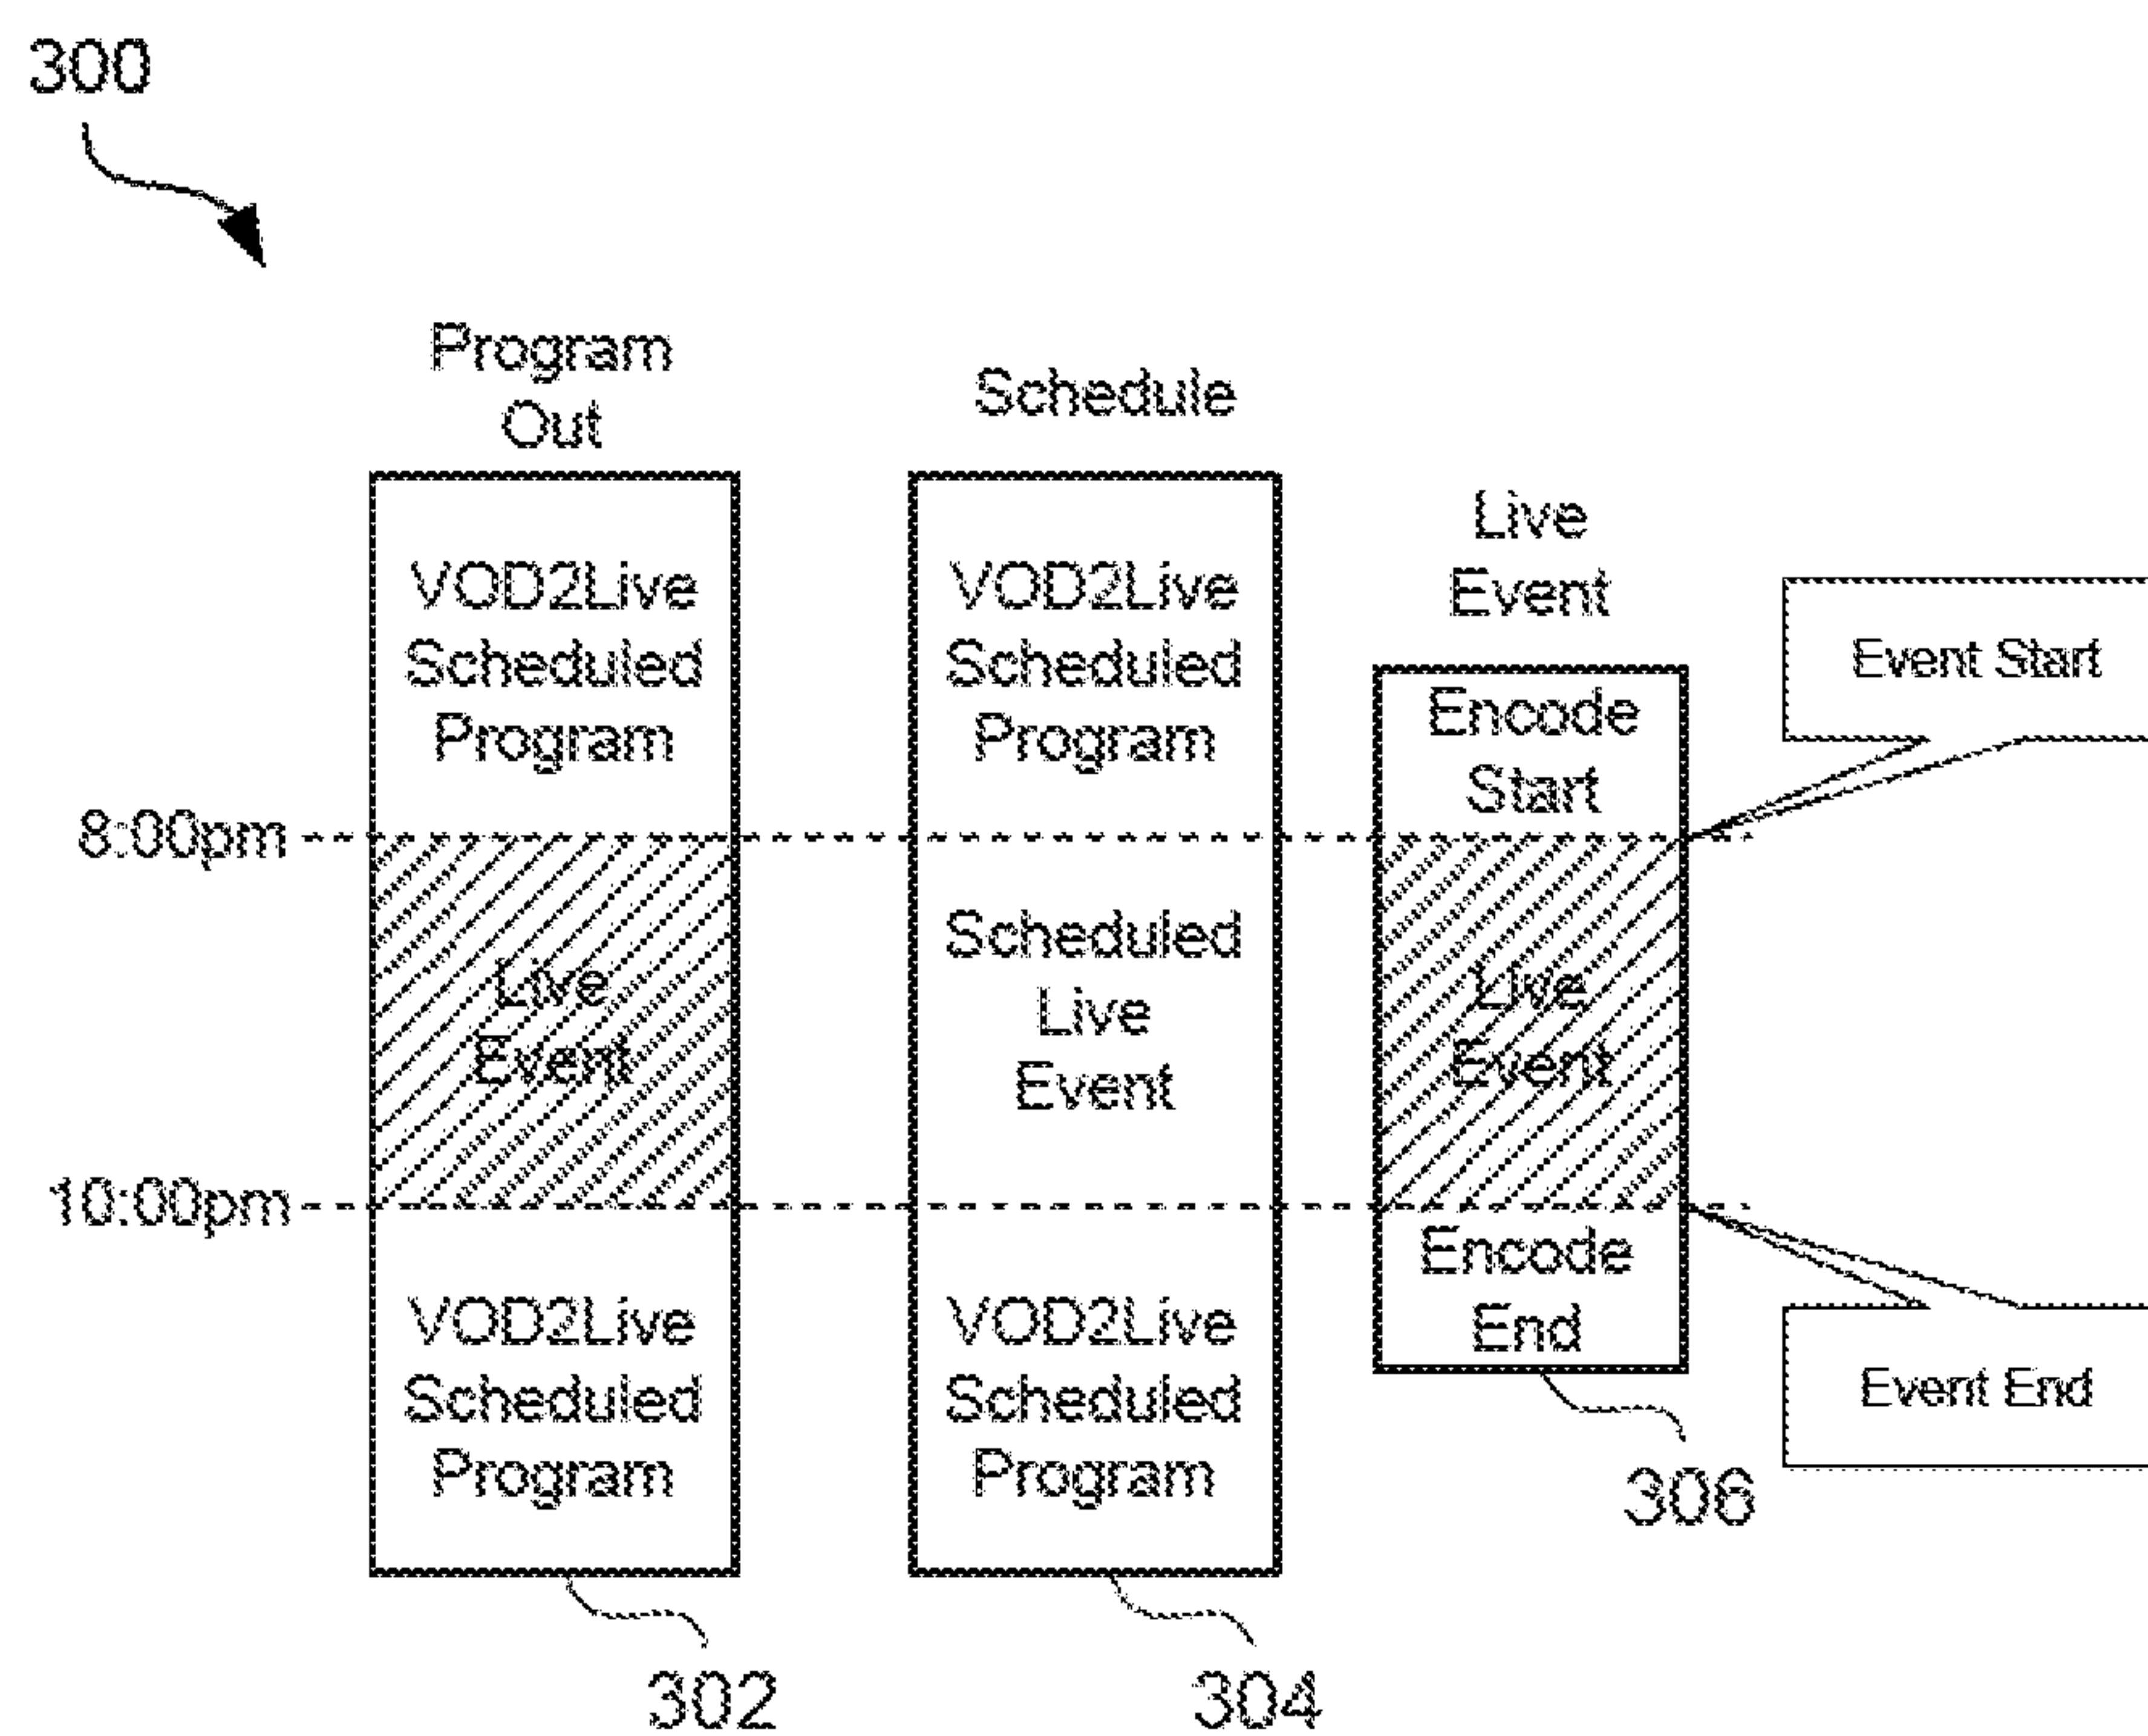 300
Program
Out
Schedule
Live
Event
VOD2Live
Scheduled
Program
VOD2Live
Scheduled
Program
Encode
Start
Event Start
8:00pm
Live
Event
Scheduled
Live
Event
Live
Event
10:00pm
VOD2Live
Scheduled
Program
VOD2Live
Scheduled
Program
Encode
End
Event End
306
302
304